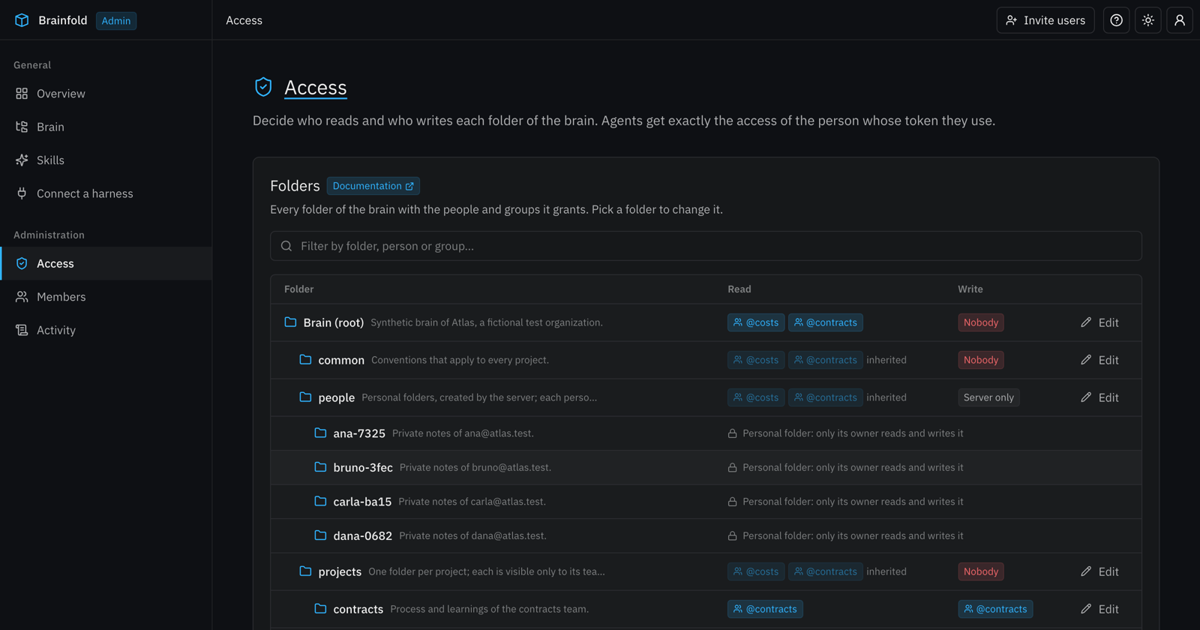 Brainfold Admin
Access
Invite users
General
Overview
Brain
Skills
Connect a harness
Administration
Access
Members
Activity
Access
Decide who reads and who writes each folder of the brain. Agents get exactly the access of the person whose token they use.
Folders Documentation
Every folder of the brain with the people and groups it grants. Pick a folder to change it.
Filter by folder, person or group...
Folder Read Write
Brain (root) Synthetic brain of Atlas, a fictional test organization. @costs @contracts Nobody Edit
common Conventions that apply to every project. @costs @contracts inherited Nobody Edit
people Personal folders, created by the server; each perso... @costs @contracts inherited Server only Edit
ana-7325 Private notes of ana@atlas.test. Personal folder: only its owner reads and writes it
bruno-3fec Private notes of bruno@atlas.test. Personal folder: only its owner reads and writes it
carla-ba15 Private notes of carla@atlas.test. Personal folder: only its owner reads and writes it
dana-0682 Private notes of dana@atlas.test. Personal folder: only its owner reads and writes it
projects One folder per project; each is visible only to its tea... @costs @contracts inherited Nobody Edit
contracts Process and learnings of the contracts team. @contracts @contracts Edit